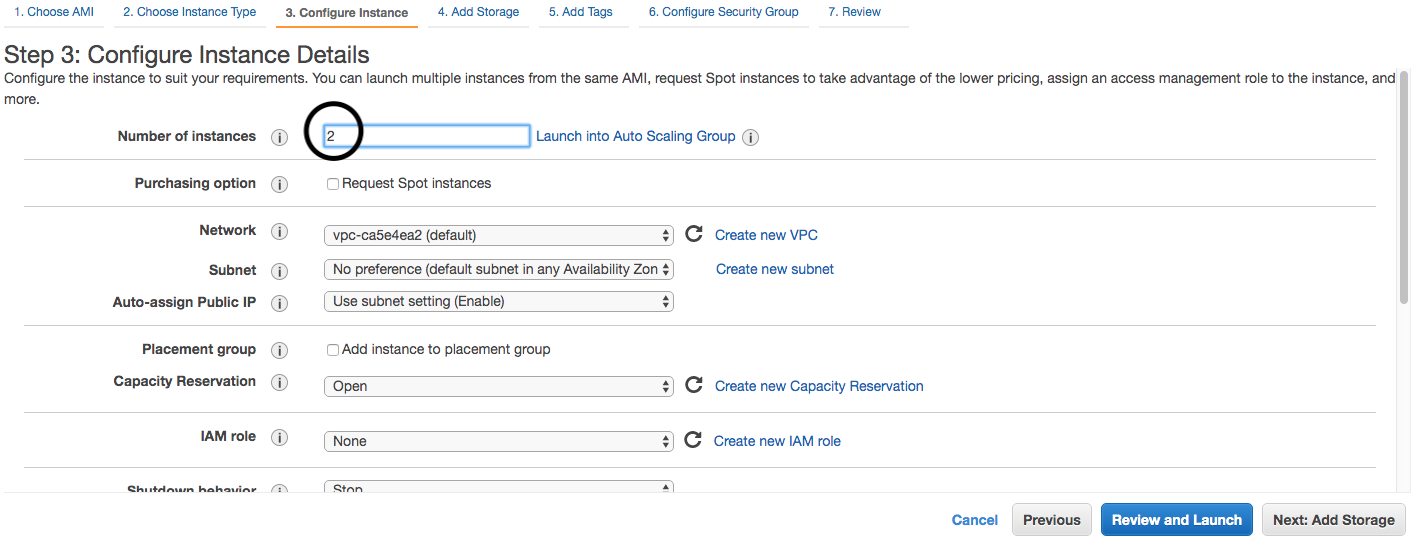 1. Choose AMI 2. Choose Instance Type 3. Configure Instance 4. Add Storage 5. Add Tags 6. Configure Security Group 7. Review
Step 3: Configure Instance Details
Configure the instance to suit your requirements. You can launch multiple instances from the same AMI, request Spot instances to take advantage of the lower pricing, assign an access management role to the instance, and
more.
Number of instances i 2 Launch into Auto Scaling Group i
Purchasing option i Request Spot instances
Network i vpc-ca5e4ea2 (default) Create new VPC
Subnet i No preference (default subnet in any Availability Zon Create new subnet
Auto-assign Public IP i Use subnet setting (Enable)
Placement group i Add instance to placement group
Capacity Reservation i Open Create new Capacity Reservation
IAM role i None Create new IAM role
Shutdown behavior i Stop
Cancel Previous Review and Launch Next: Add Storage